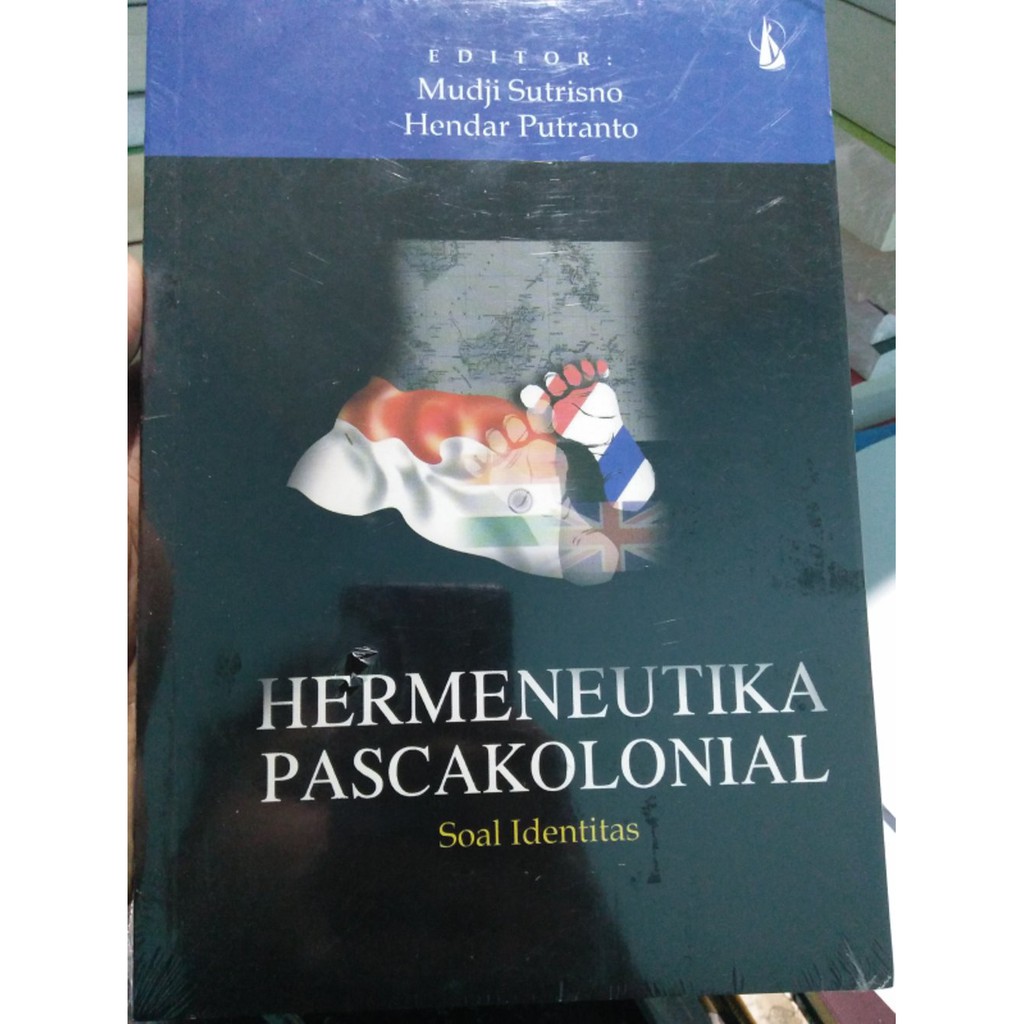 EDITOR:
Mudji Sutrisno
Hendar Putranto
HERMENEUTIKA
PASCAKOLONIAL
Soal Identitas